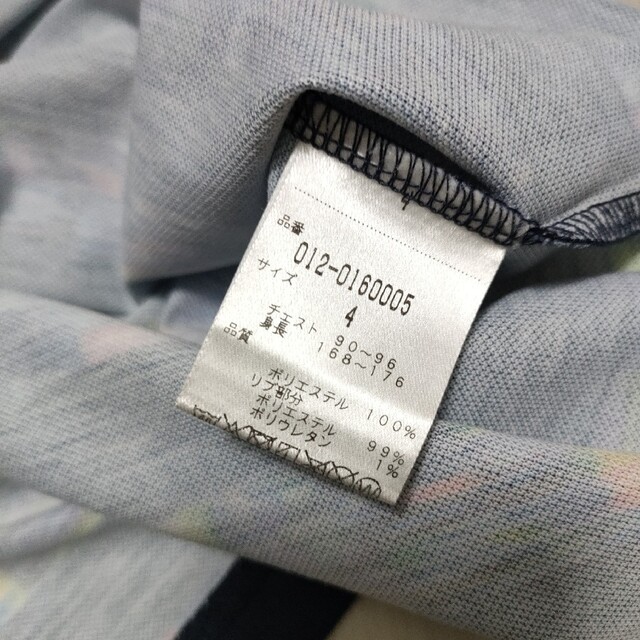 品番
012-0160005
サイズ
4
チエスト 90～96
身長 168～176
品質
ポリエステル 100%
リブ部分
ポリエステル 99%
ポリウレタン 1%